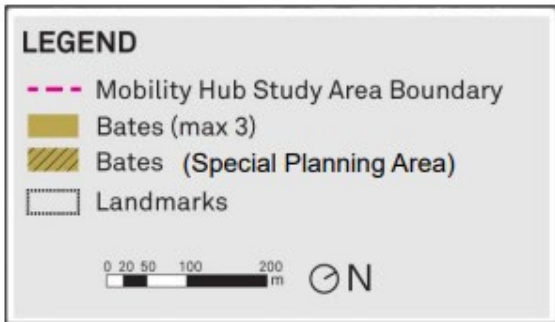 LEGEND
Mobility Hub Study Area Boundary
Bates (max 3)
Bates (Special Planning Area)
Landmarks
0 20 50 100 200
m N